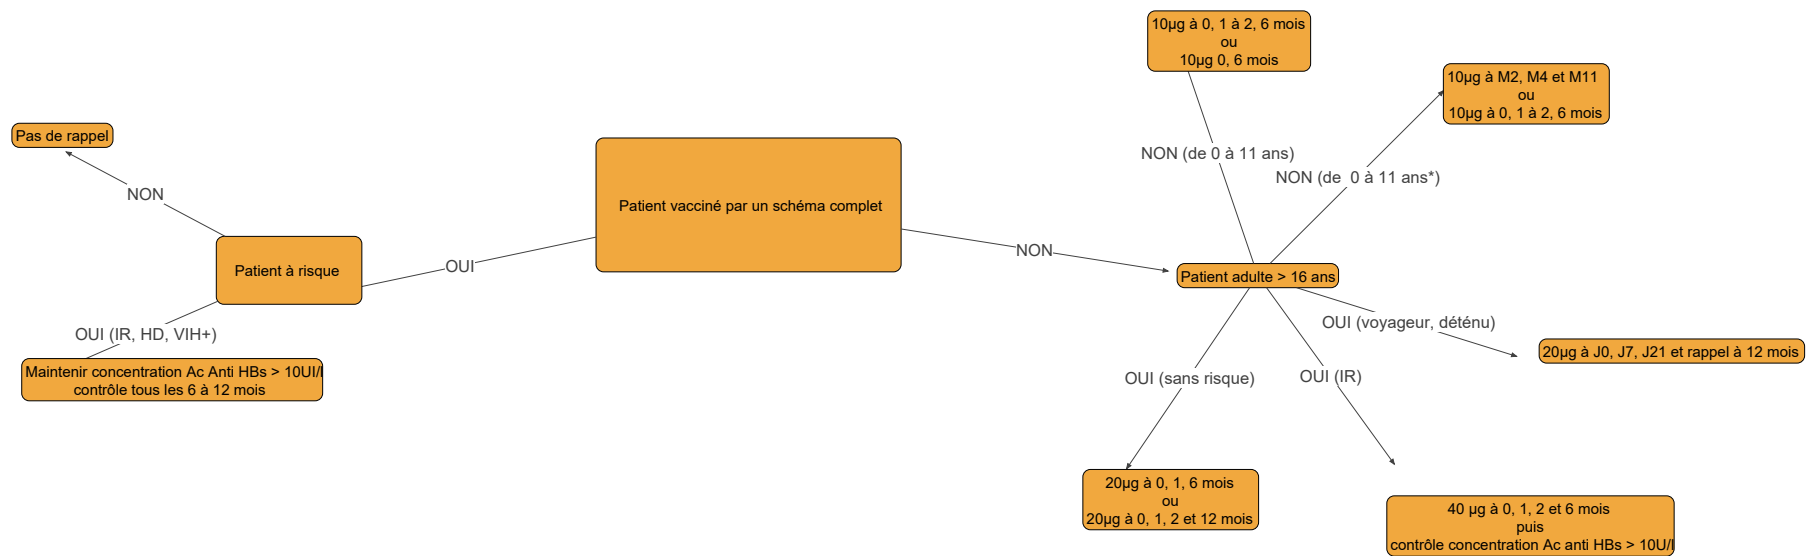 10µg à 0, 1 à 2, 6 mois
ou
10µg 0, 6 mois
10µg à M2, M4 et M11
ou
10µg à 0, 1 à 2, 6 mois
Pas de rappel
NON (de 0 à 11 ans)
NON (de  0 à 11 ans*)
NON
Patient vacciné par un schéma complet
NON
OUI
Patient à risque
Patient adulte > 16 ans
OUI (IR, HD, VIH+)
OUI (voyageur, déténu)
Maintenir concentration Ac Anti HBs > 10UI/l
contrôle tous les 6 à 12 mois
20µg à J0, J7, J21 et rappel à 12 mois
OUI (sans risque)
OUI (IR)
20µg à 0, 1, 6 mois
ou
20µg à 0, 1, 2 et 12 mois
40 µg à 0, 1, 2 et 6 mois
puis
contrôle concentration Ac anti HBs > 10U/l